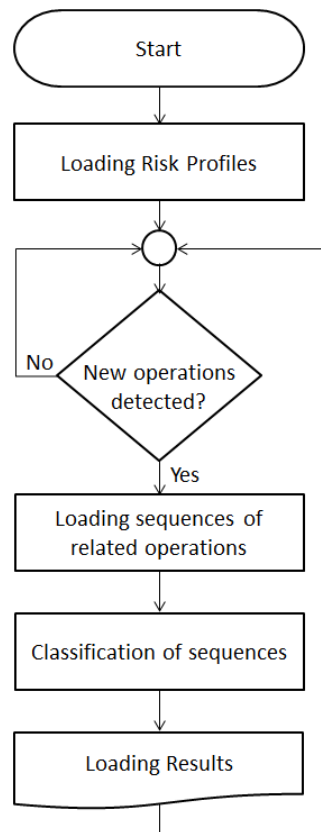 Start
Loading Risk Profiles
No
New operations
detected?
Yes
Loading sequences of
related operations
Classification of sequences
Loading Results